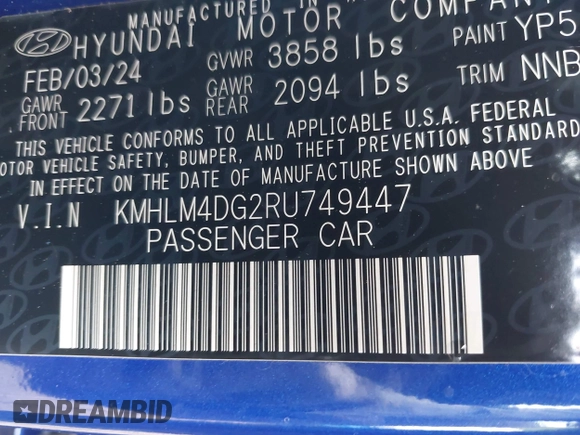 MANUFACTURED IN
HYUNDAI MOTOR COMPANY
FEB/03/24 GVWR 3858 lbs PAINT YP5
GAWR FRONT 2271 lbs GAWR REAR 2094 lbs TRIM NNB
THIS VEHICLE CONFORMS TO ALL APPLICABLE U.S.A. FEDERAL
MOTOR VEHICLE SAFETY, BUMPER, AND THEFT PREVENTION STANDARD
IN EFFECT ON THE DATE OF MANUFACTURE SHOWN ABOVE
V.I.N KMHLM4DG2RU749447
PASSENGER CAR
DREAMBID